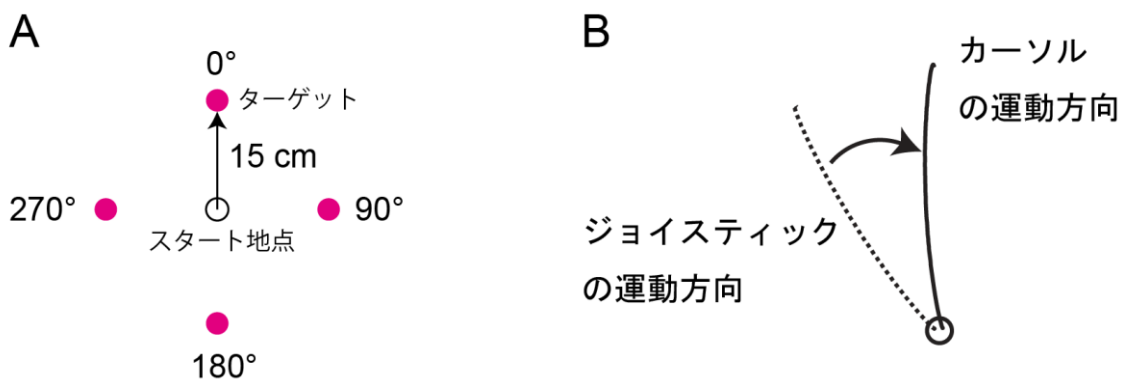 A
0°
ターゲット
15 cm
270°
90°
スタート地点
180°
B
カーソル
の運動方向
ジョイスティック
の運動方向